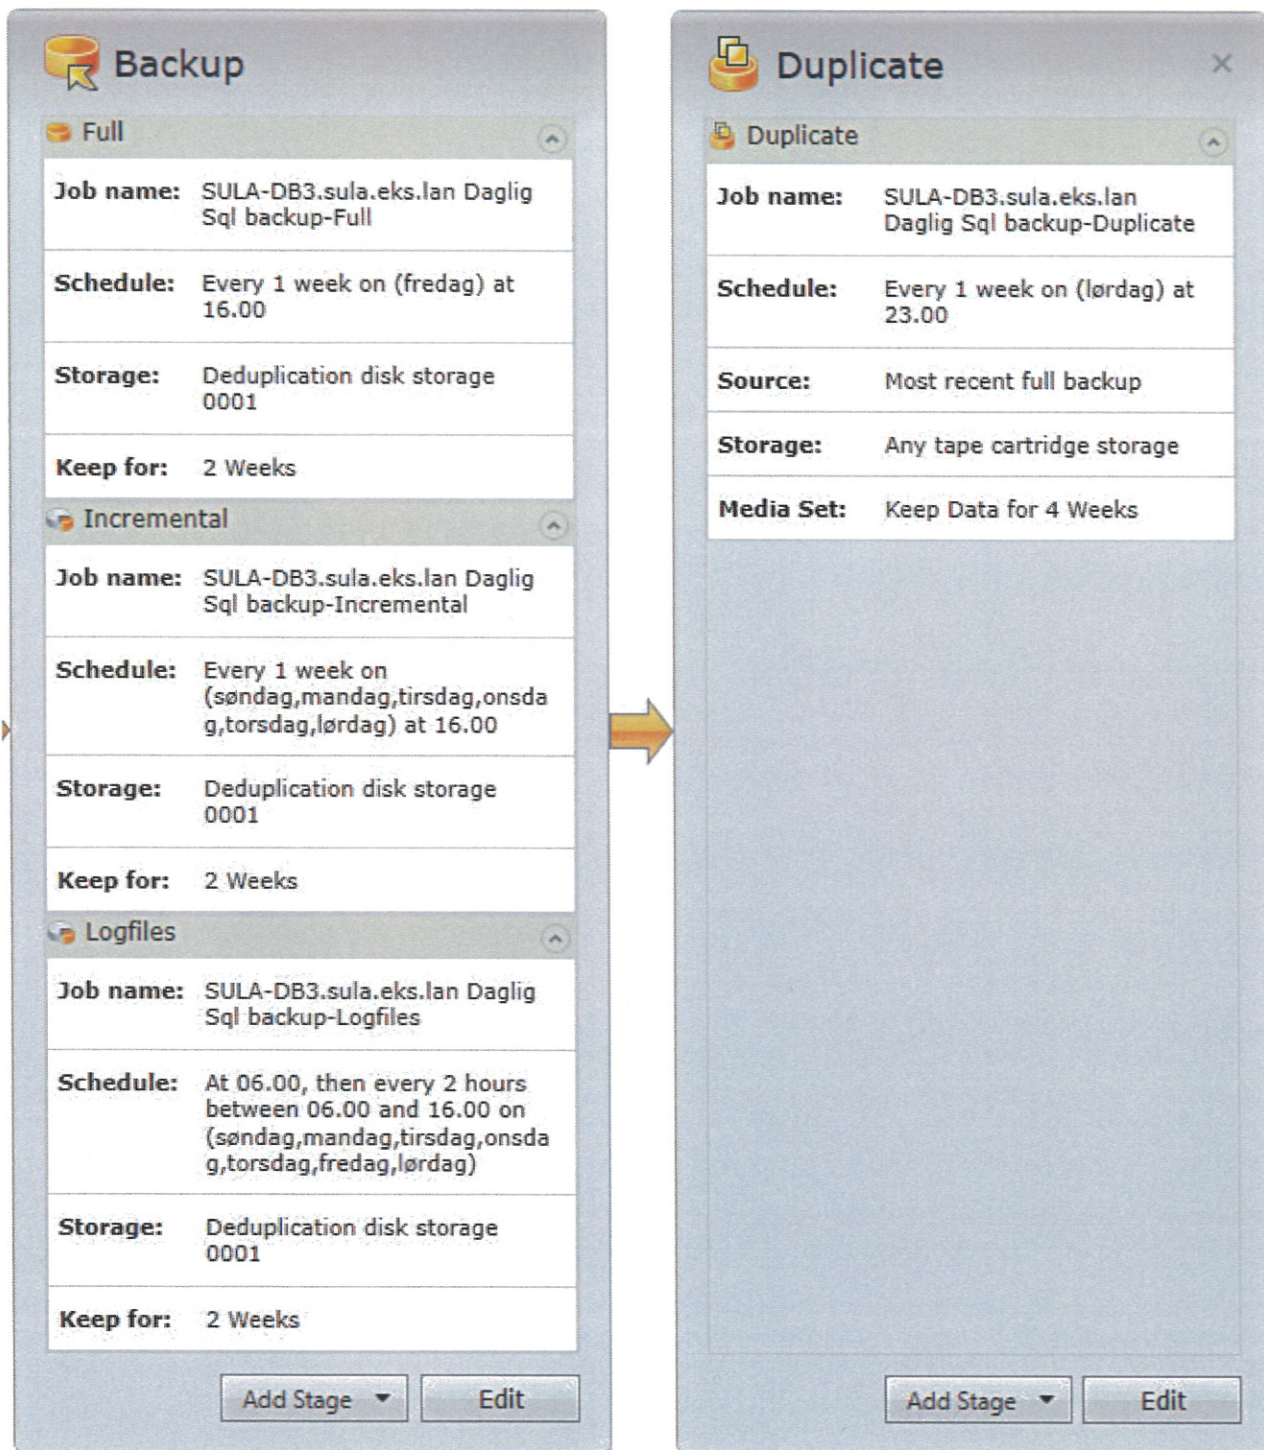 Backup
Full
Job name: SULA-DB3.sula.eks.lan Daglig
Sql backup-Full
Schedule: Every 1 week on (fredag) at
16.00
Storage: Deduplication disk storage
0001
Keep for: 2 Weeks
Incremental
Job name: SULA-DB3.sula.eks.lan Daglig
Sql backup-Incremental
Schedule: Every 1 week on
(søndag,mandag,tirsdag,onsda
g,torsdag,lørdag) at 16.00
Storage: Deduplication disk storage
0001
Keep for: 2 Weeks
Logfiles
Job name: SULA-DB3.sula.eks.lan Daglig
Sql backup-Logfiles
Schedule: At 06.00, then every 2 hours
between 06.00 and 16.00 on
(søndag,mandag,tirsdag,onsda
g,torsdag,fredag,lørdag)
Storage: Deduplication disk storage
0001
Keep for: 2 Weeks
Add Stage Edit
Duplicate
Duplicate
Job name: SULA-DB3.sula.eks.lan
Daglig Sql backup-Duplicate
Schedule: Every 1 week on (lørdag) at
23.00
Source: Most recent full backup
Storage: Any tape cartridge storage
Media Set: Keep Data for 4 Weeks
Add Stage Edit